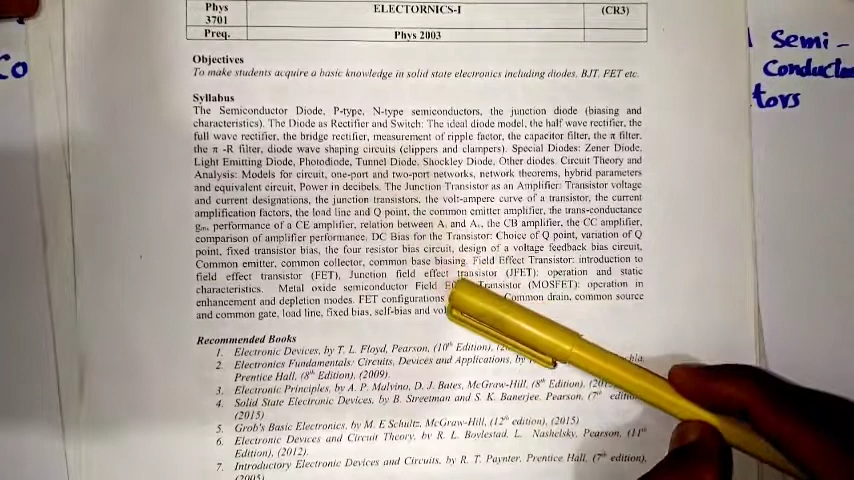 Phys 3701 ELECTORNICS-I (CR3)
Preq. Phys 2003
Objectives
To make students acquire a basic knowledge in solid state electronics including diodes, BJT, FET etc.
Syllabus
The Semiconductor Diode, P-type, N-type semiconductors, the junction diode (biasing and
characteristics). The Diode as Rectifier and Switch: The ideal diode model, the half wave rectifier, the
full wave rectifier, the bridge rectifier, measurement of ripple factor, the capacitor filter, the π filter,
the π -R filter, diode wave shaping circuits (clippers and clampers). Special Diodes: Zener Diode,
Light Emitting Diode, Photodiode, Tunnel Diode, Shockley Diode, Other diodes. Circuit Theory and
Analysis: Models for circuit, one-port and two-port networks, network theorems, hybrid parameters
and equivalent circuit, Power in decibels. The Junction Transistor as an Amplifier: Transistor voltage
and current designations, the junction transistors, the volt-ampere curve of a transistor, the current
amplification factors, the load line and Q point, the common emitter amplifier, the trans-conductance
gm, performance of a CE amplifier, relation between Ai and Av, the CB amplifier, the CC amplifier,
comparison of amplifier performance. DC Bias for the Transistor: Choice of Q point, variation of Q
point, fixed transistor bias, the four resistor bias circuit, design of a voltage feedback bias circuit,
Common emitter, common collector, common base biasing. Field Effect Transistor: introduction to
field effect transistor (FET), Junction field effect transistor (JFET): operation and static
characteristics. Metal oxide semiconductor Field Transistor (MOSFET): operation in
enhancement and depletion modes. FET configurations Common drain, common source
and common gate, load line, fixed bias, self-bias and
Recommended Books
1. Electronic Devices, by T. L. Floyd, Pearson, (10th Edition),
2. Electronics Fundamentals: Circuits, Devices and Applications, by
Prentice Hall, (8th Edition), (2009).
3. Electronic Principles, by A. P. Malvino, D. J. Bates, McGraw-Hill, (8th Edition),
4. Solid State Electronic Devices, by B. Streetman and S. K. Banerjee, Pearson, (7th
(2015)
5. Grob's Basic Electronics, by M. E Schultz, McGraw-Hill, (12th edition), (2015)
6. Electronic Devices and Circuit Theory, by R. L. Boylestad, L. Nashelsky, Pearson, (11th
Edition), (2012).
7. Introductory Electronic Devices and Circuits, by R. T. Paynter, Prentice Hall, (7th edition),
(2005)
Semi-
Conduc
tors